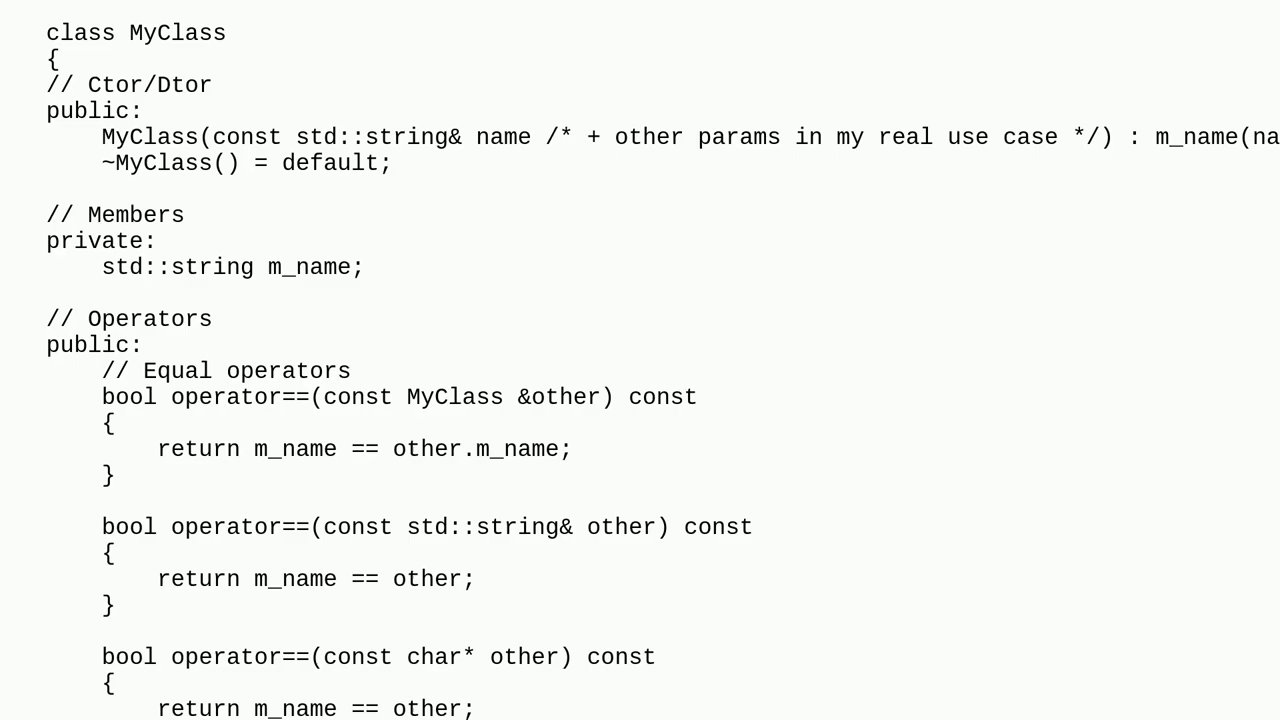 class MyClass
{
// Ctor/Dtor
public:
    MyClass(const std::string& name /* + other params in my real use case */) : m_name(na
    ~MyClass() = default;

// Members
private:
    std::string m_name;

// Operators
public:
    // Equal operators
    bool operator==(const MyClass &other) const
    {
        return m_name == other.m_name;
    }

    bool operator==(const std::string& other) const
    {
        return m_name == other;
    }

    bool operator==(const char* other) const
    {
        return m_name == other;